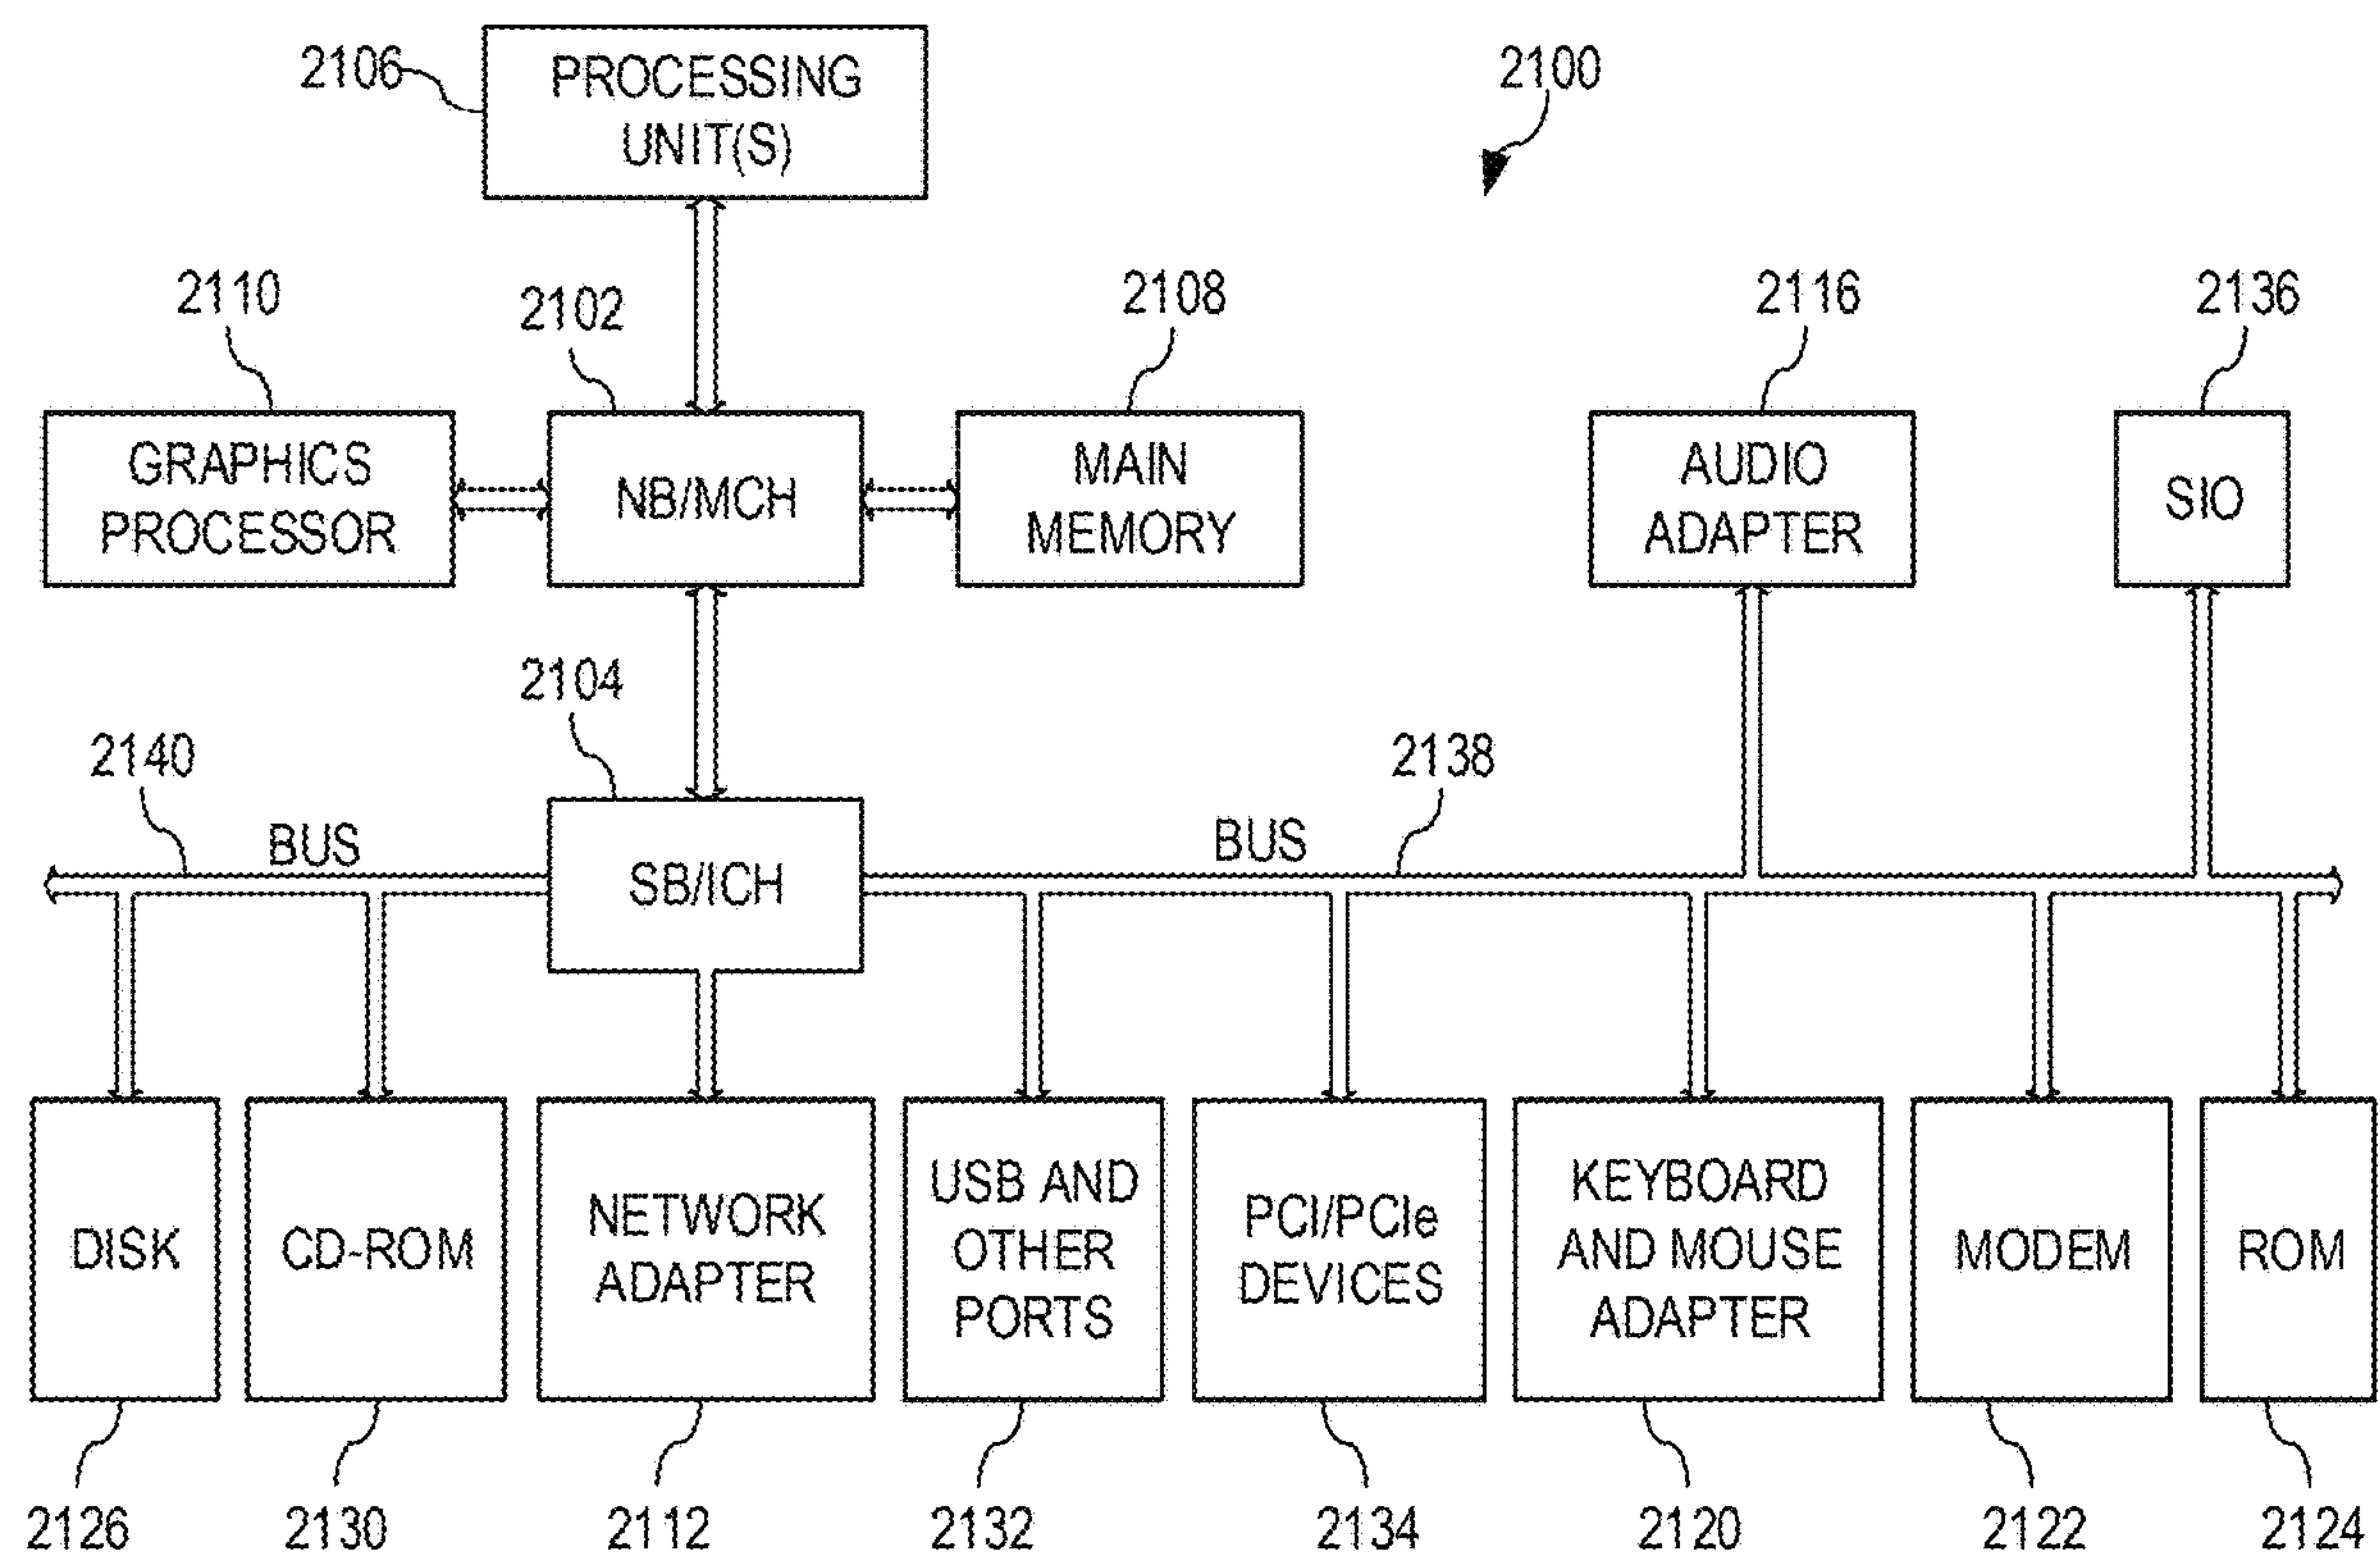 2106
PROCESSING
UNIT(S)
2100
2110
2102
2108
2116
2136
GRAPHICS
PROCESSOR
NB/MCH
MAIN
MEMORY
AUDIO
ADAPTER
SIO
2104
2140
2138
BUS
SB/ICH
BUS
DISK
CD-ROM
NETWORK
ADAPTER
USB AND
OTHER
PORTS
PCI/PCIe
DEVICES
KEYBOARD
AND MOUSE
ADAPTER
MODEM
ROM
2126
2130
2112
2132
2134
2120
2122
2124